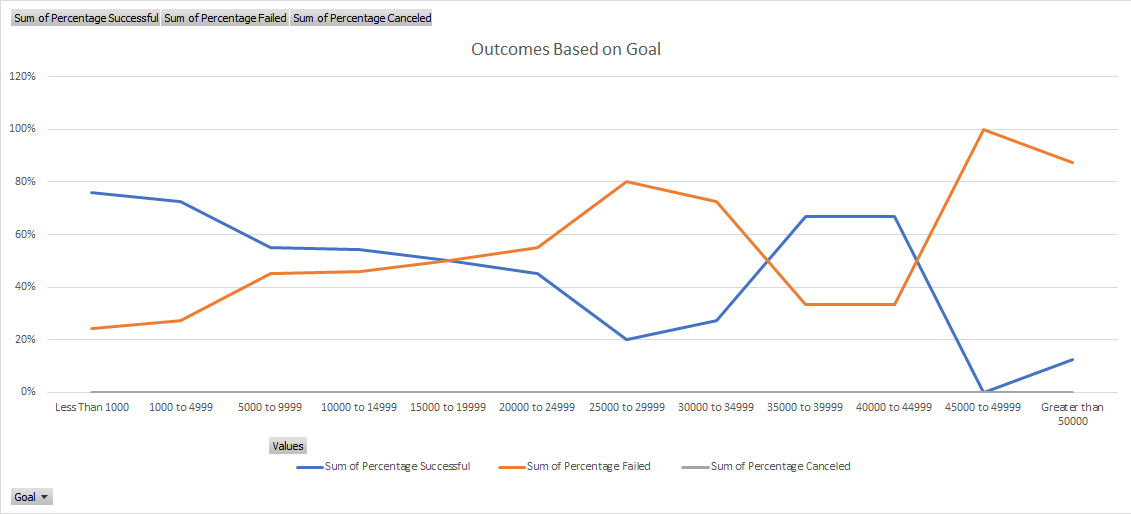 Sum of Percentage Successful Sum of Percentage Failed Sum of Percentage Canceled
Outcomes Based on Goal
120%
100%
80%
60%
40%
20%
0%
Less Than 1000 1000 to 4999 5000 to 9999 10000 to 14999 15000 to 19999 20000 to 24999 25000 to 29999 30000 to 34999 35000 to 39999 40000 to 44999 45000 to 49999 Greater than
50000
Values
Sum of Percentage Successful Sum of Percentage Failed Sum of Percentage Canceled
Goal